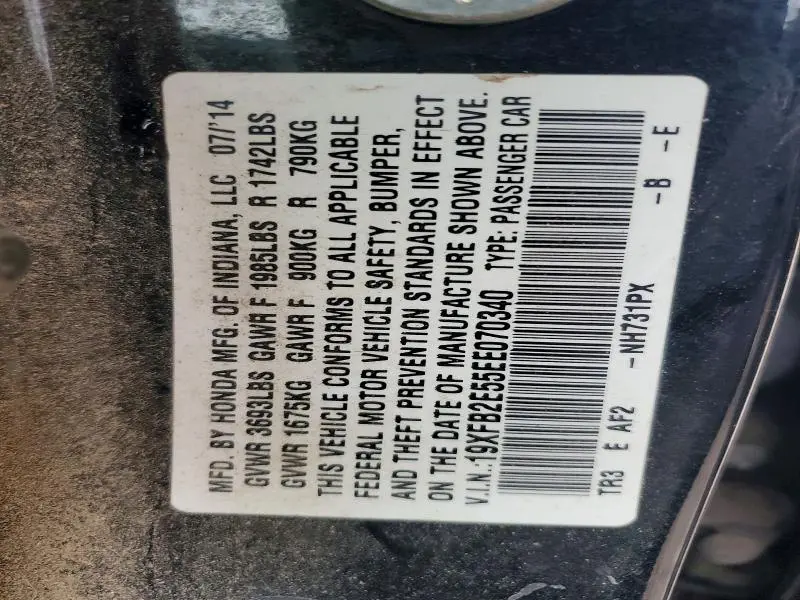 MFD. BY HONDA MFG. OF INDIANA, LLC 07/'14
GVWR 3693LBS GAWR F 1985LBS R 1742LBS
GVWR 1675KG GAWR F 900KG R 790KG
THIS VEHICLE CONFORMS TO ALL APPLICABLE
FEDERAL MOTOR VEHICLE SAFETY, BUMPER,
AND THEFT PREVENTION STANDARDS IN EFFECT
ON THE DATE OF MANUFACTURE SHOWN ABOVE.
V.I.N.:19XFB2E55EE070340 TYPE: PASSENGER CAR
TR3 E AF2 -NH731PX -B -E